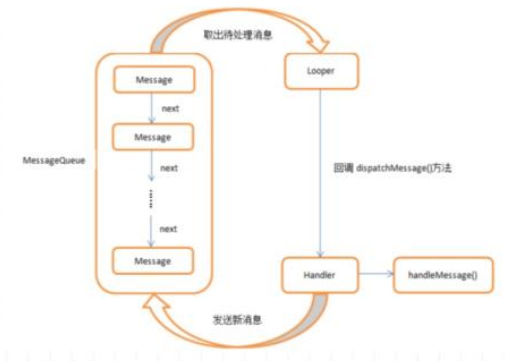 取出待处理消息
Message
Looper
next
Message
MessageQueue
next
回调 dispatchMessage()方法
next
Message
Handler
handleMessage()
发送新消息